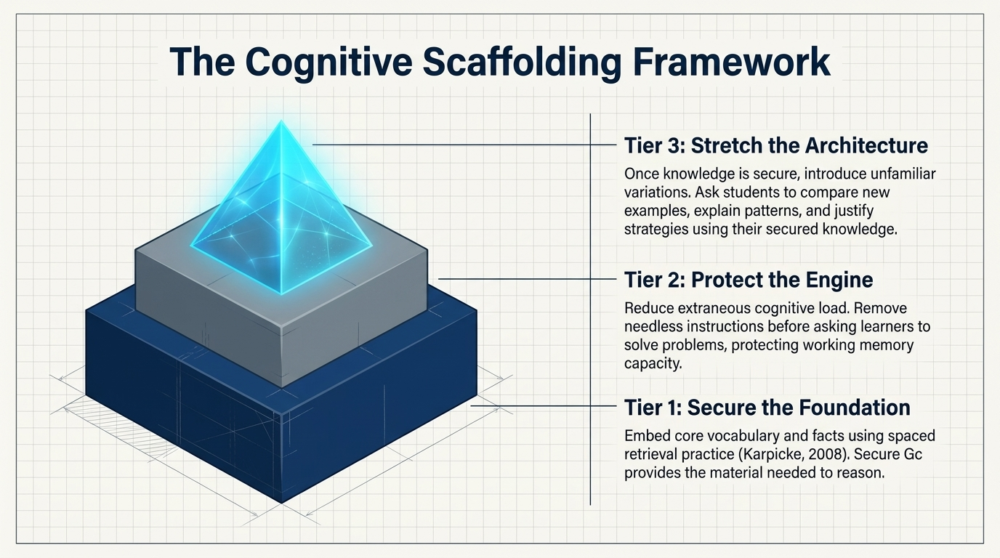 The Cognitive Scaffolding Framework
Tier 3: Stretch the Architecture
Once knowledge is secure, introduce unfamiliar
variations. Ask students to compare new
examples, explain patterns, and justify
strategies using their secured knowledge.
Tier 2: Protect the Engine
Reduce extraneous cognitive load. Remove
needless instructions before asking learners to
solve problems, protecting working memory
capacity.
Tier 1: Secure the Foundation
Embed core vocabulary and facts using spaced
retrieval practice (Karpicke, 2008). Secure Gc
provides the material needed to reason.